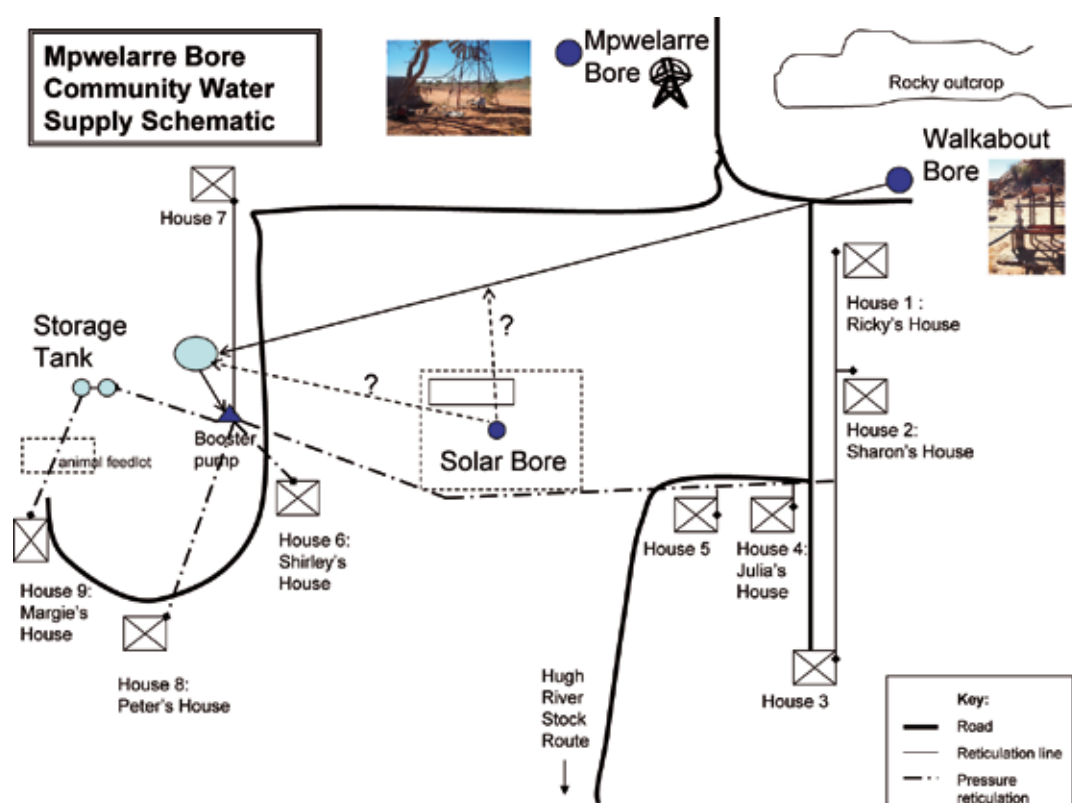 Mpwelarre Bore
Community Water
Supply Schematic
Mpwelarre
Bore
Rocky outcrop
Walkabout
Bore
House 7
House 1 :
Ricky's House
Storage
Tank
?
?
House 2:
Sharon's House
Booster
pump
Solar Bore
animal feedlot
House 6:
Shirley's
House
House 5
House 4:
Julia's
House
House 9:
Margie's
House
House 8:
Peter's House
Hugh
River
Stock
Route
House 3
Key:
Road
Reticulation line
Pressure
reticulation